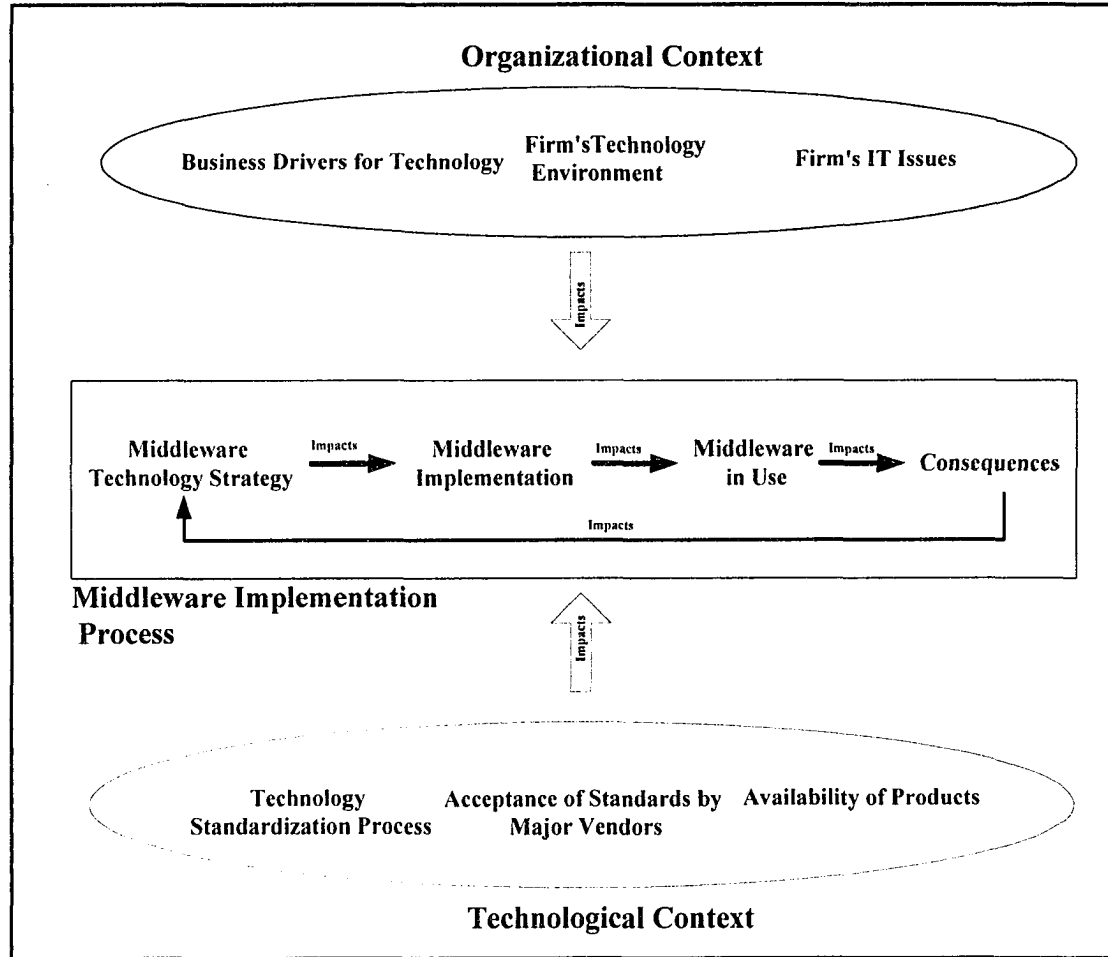 Organizational Context
Business Drivers for Technology
Firm'sTechnology
Environment
Firm's IT Issues
Impacts
Middleware
Technology Strategy
Impacts
Middleware
Implementation
Impacts
Middleware
in Use
Impacts
Consequences
Impacts
Middleware Implementation
Process
Impacts
Technology
Standardization Process
Acceptance of Standards by
Major Vendors
Availability of Products
Technological Context